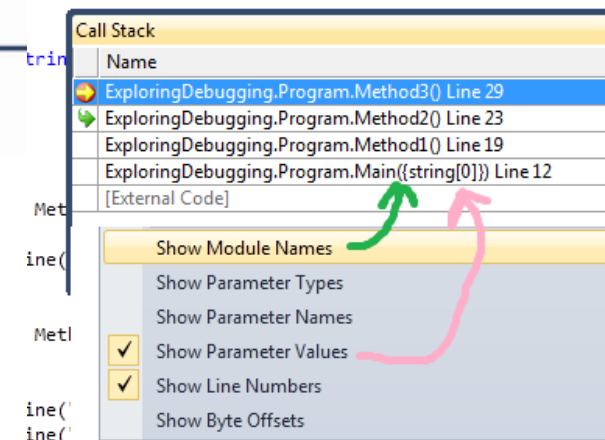 Call Stack
trin
Name
ExploringDebugging.Program.Method3() Line 29
ExploringDebugging.Program.Method2() Line 23
ExploringDebugging.Program.Method1() Line 19
ExploringDebugging.Program.Main({string[0]}) Line 12
[External Code]
Met
Show Module Names
ine(
Show Parameter Types
Show Parameter Names
Met
Show Parameter Values
Show Line Numbers
ine('
Show Byte Offsets
ine('